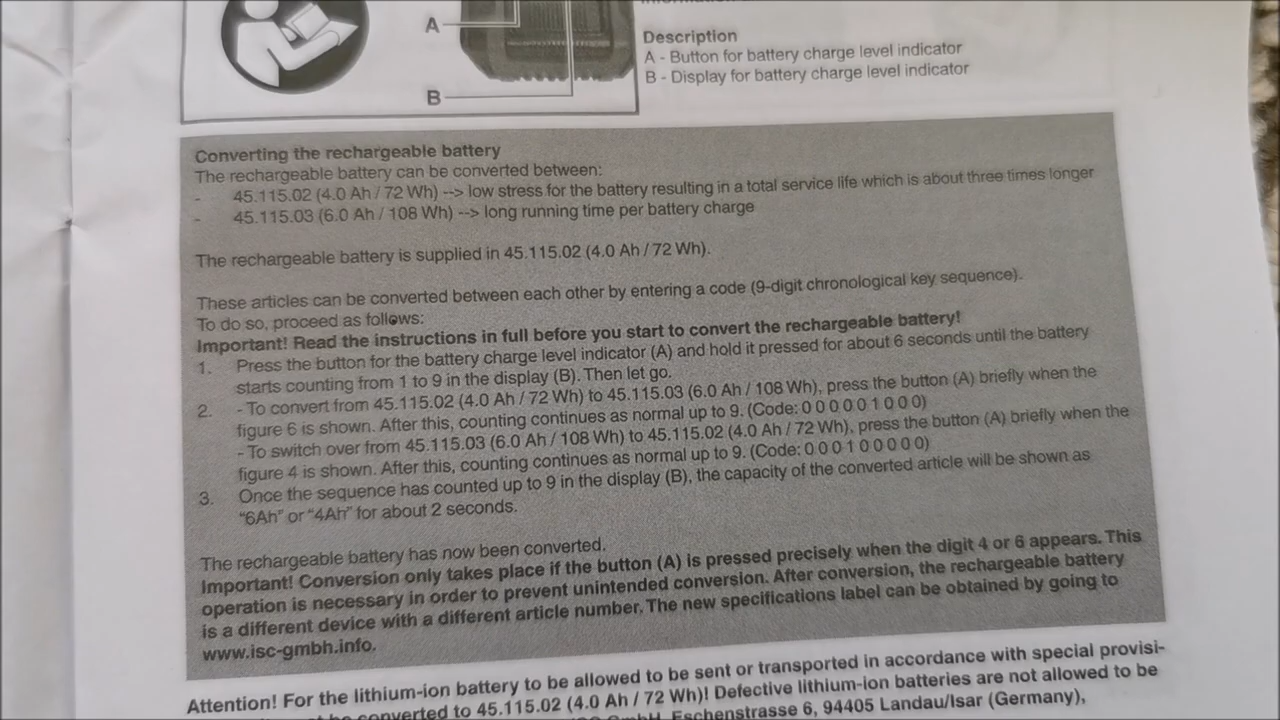 A
Description
A - Button for battery charge level indicator
B - Display for battery charge level indicator
B
Converting the rechargeable battery
The rechargeable battery can be converted between:
- 45.115.02 (4.0 Ah / 72 Wh) --> low stress for the battery resulting in a total service life which is about three times longer
- 45.115.03 (6.0 Ah / 108 Wh) --> long running time per battery charge
The rechargeable battery is supplied in 45.115.02 (4.0 Ah / 72 Wh).
These articles can be converted between each other by entering a code (9-digit chronological key sequence).
To do so, proceed as follows:
Important! Read the instructions in full before you start to convert the rechargeable battery!
1. Press the button for the battery charge level indicator (A) and hold it pressed for about 6 seconds until the battery
starts counting from 1 to 9 in the display (B). Then let go.
2. - To convert from 45.115.02 (4.0 Ah / 72 Wh) to 45.115.03 (6.0 Ah / 108 Wh), press the button (A) briefly when the
figure 6 is shown. After this, counting continues as normal up to 9. (Code: 0 0 0 0 0 1 0 0 0)
- To switch over from 45.115.03 (6.0 Ah / 108 Wh) to 45.115.02 (4.0 Ah / 72 Wh), press the button (A) briefly when the
figure 4 is shown. After this, counting continues as normal up to 9. (Code: 0 0 0 1 0 0 0 0 0)
3. Once the sequence has counted up to 9 in the display (B), the capacity of the converted article will be shown as
“6Ah” or “4Ah” for about 2 seconds.
The rechargeable battery has now been converted.
Important! Conversion only takes place if the button (A) is pressed precisely when the digit 4 or 6 appears. This
operation is necessary in order to prevent unintended conversion. After conversion, the rechargeable battery
is a different device with a different article number. The new specifications label can be obtained by going to
www.isc-gmbh.info.
Attention! For the lithium-ion battery to be allowed to be sent or transported in accordance with special provisi-
converted to 45.115.02 (4.0 Ah / 72 Wh)! Defective lithium-ion batteries are not allowed to be
Eschenstrasse 6, 94405 Landau/Isar (Germany),